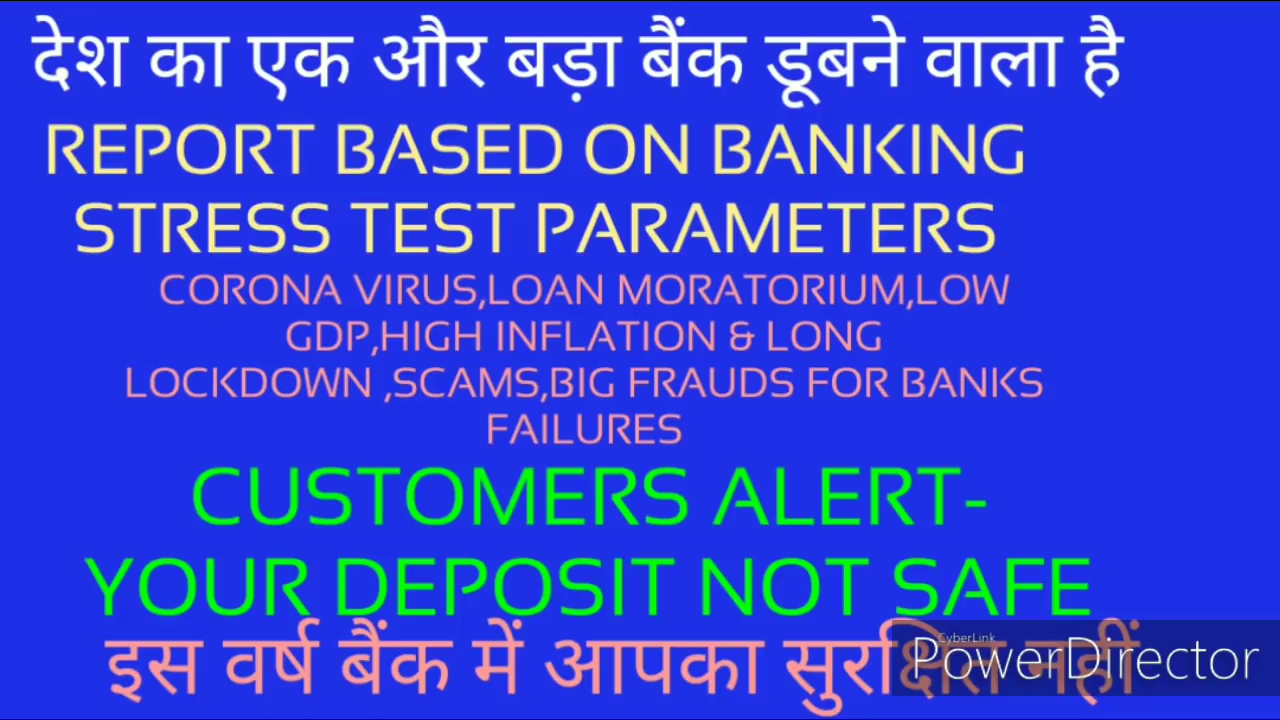 देश का एक और बड़ा बैंक डूबने वाला है
REPORT BASED ON BANKING
STRESS TEST PARAMETERS
CORONA VIRUS,LOAN MORATORIUM,LOW
GDP,HIGH INFLATION & LONG
LOCKDOWN ,SCAMS,BIG FRAUDS FOR BANKS
FAILURES
CUSTOMERS ALERT-
YOUR DEPOSIT NOT SAFE
इस वर्ष बैंक में आपका सुरक्षित नहीं
CyberLink
PowerDirector